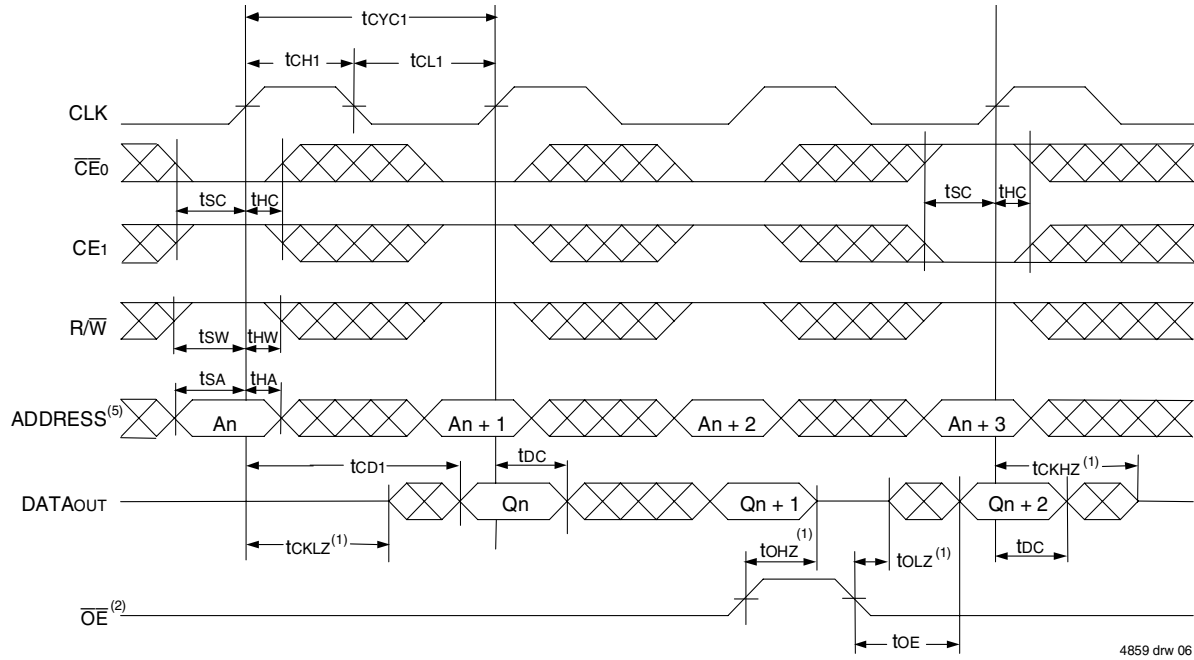 tCYC1
tCH1 tCL1
CLK
CE0
tSC tHC tSC tHC
CE1
R/W
tSW tHW
tSA tHA
ADDRESS(5) An An + 1 An + 2 An + 3
tCD1 tDC tCKHZ(1)
DATAOUT Qn Qn + 1 Qn + 2
tCKLZ(1) tOHZ(1) tOLZ(1) tDC
OE(2)
tOE
4859 drw 06